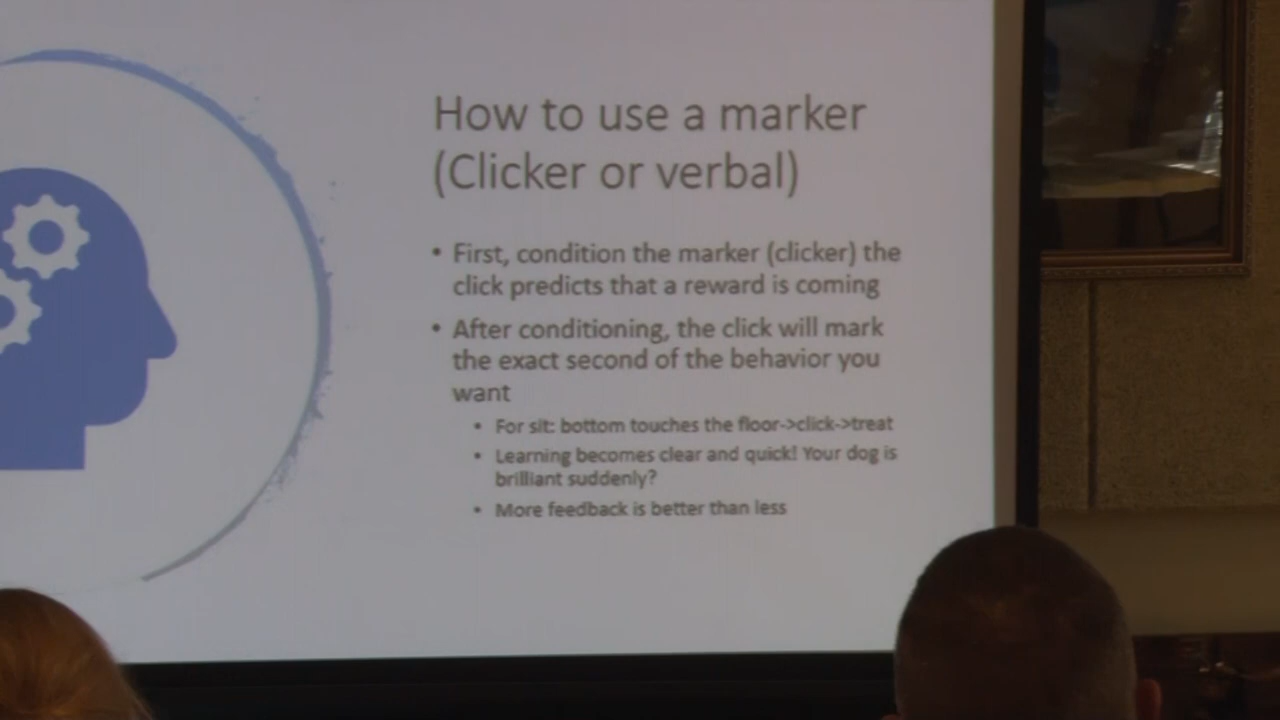 How to use a marker
(Clicker or verbal)
• First, condition the marker (clicker) the
click predicts that a reward is coming
• After conditioning, the click will mark
the exact second of the behavior you
want
• For sit: bottom touches the floor->click->treat
• Learning becomes clear and quick! Your dog is
brilliant suddenly?
• More feedback is better than less